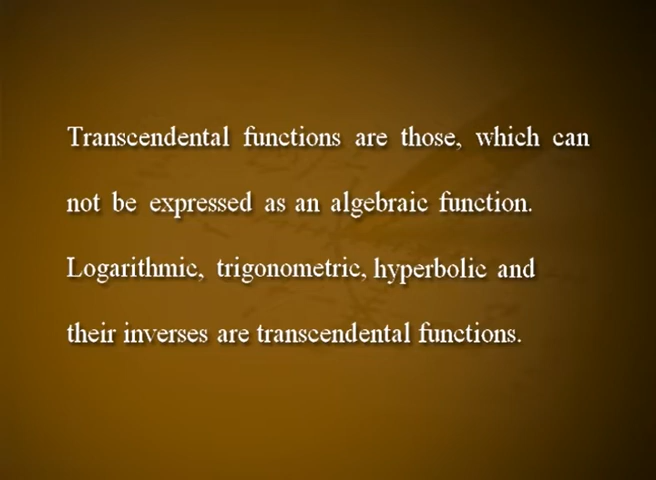 Transcendental functions are those, which can
not be expressed as an algebraic function.
Logarithmic, trigonometric, hyperbolic and
their inverses are transcendental functions.